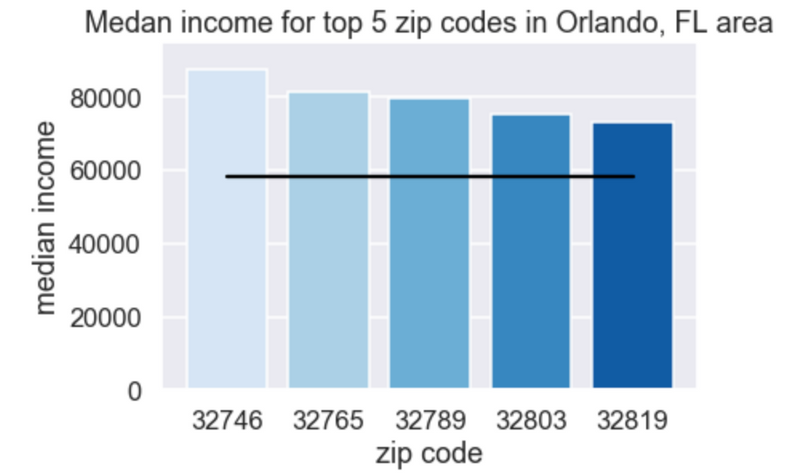 Medan income for top 5 zip codes in Orlando, FL area
median income
80000
60000
40000
20000
0
32746 32765 32789 32803 32819
zip code